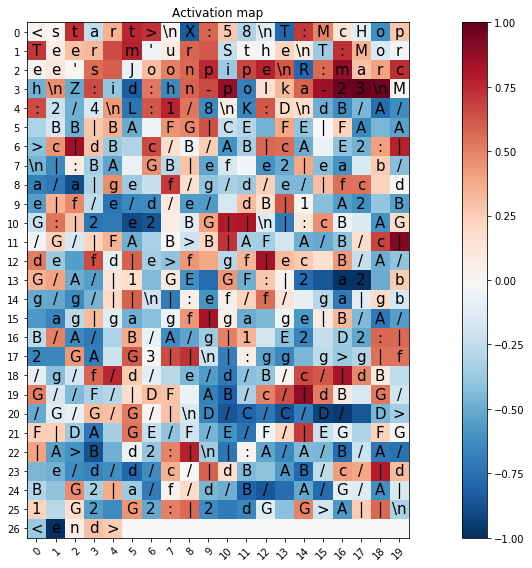 Activation map
0 < s t a r t > \n X : 5 8 \n T : M c H o p
1 T e e r m ' u r S t h e \n T : M o r
2 e e ' s J o o n p i p e \n R : m a r c
3 h \n Z : i d : h n - p o l k a - 2 3 \n M
4 : 2 / 4 \n L : 1 / 8 \n K : D \n d B / A /
5 B B | B A F G | C E F E | F A A
6 > c | d B c / B / A B | c A E 2 : |
7 \n | : B A G B | e f e 2 | e a b /
8 a / a | g e f / g / d / e / | f c d
9 e | f / e / d / e / d B | 1 A 2 B
10 G : | 2 e 2 B G | | \n | : c B A G
11 / G / | F A B > B | A F A / B / c |
12 d e f d | e > f g f | e c B / A /
13 G / A / | 1 G E G F : | 2 a 2 b
14 g / g / | | \n | : e f / f / g a | g b
15 a g | g a g f | g a g e | B / A /
16 B / A / B / A / g | 1 E 2 D 2 : |
17 2 G A G 3 | | \n | : g g g > g | f
18 / g / f / d / e / d / B / c / | d B
19 G / / F / | D F A B / c / | d B G /
20 / G / G / G / | \n D / C / C / D / D >
21 F | D A G E / F / E / F / | E G F G
22 | A > B d 2 : | \n | : A / A / B / A /
23 e / d / d / c / | d B A B / c / | d
24 B G 2 | a / f / d / B / A / G / A |
25 1 G 2 G 2 : | 2 d G G > A | | \n
26 < e n d >
0 1 2 3 4 5 6 7 8 9 10 11 12 13 14 15 16 17 18 19
1.00
0.75
0.50
0.25
0.00
−0.25
−0.50
−0.75
−1.00